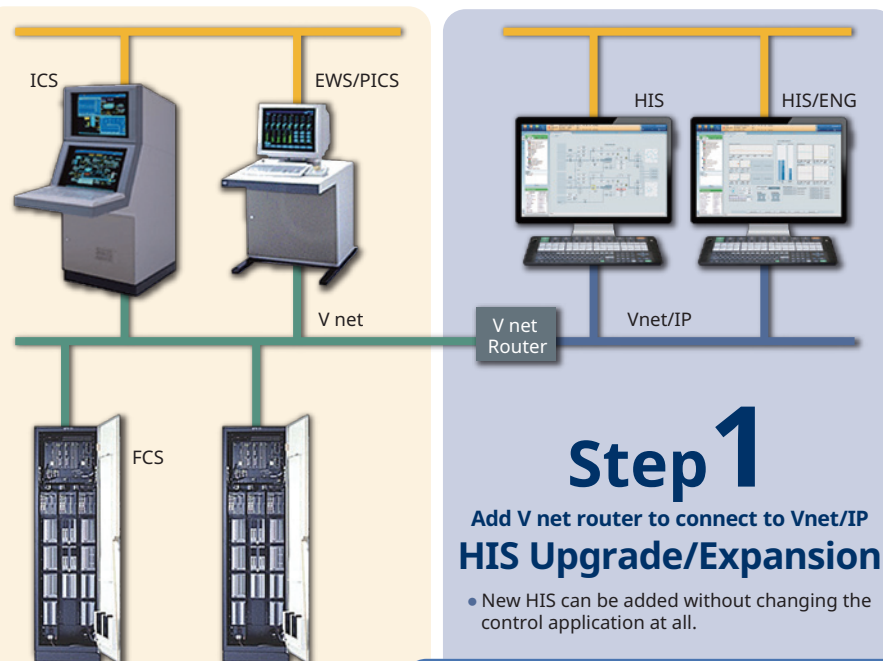 ICS
EWS/PICS
HIS
HIS/ENG
V net
V net
Router
Vnet/IP
FCS
Step 1
Add V net router to connect to Vnet/IP
HIS Upgrade/Expansion
• New HIS can be added without changing the
control application at all.